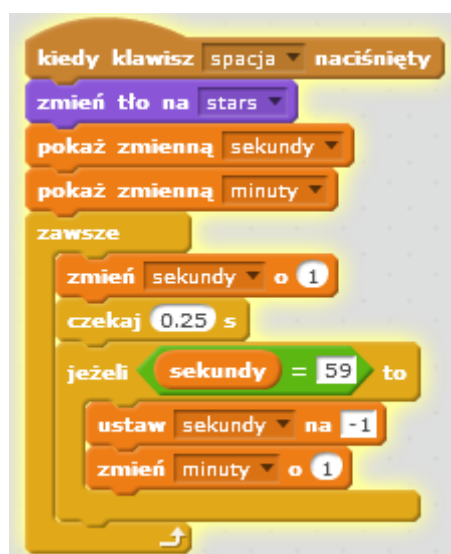 kiedy klawisz spacja naciśnięty
zmień tło na stars
pokaż zmienną sekundy
pokaż zmienną minuty
zawsze
zmień sekundy o 1
czekaj 0.25 s
jeżeli sekundy = 59 to
ustaw sekundy na -1
zmień minuty o 1